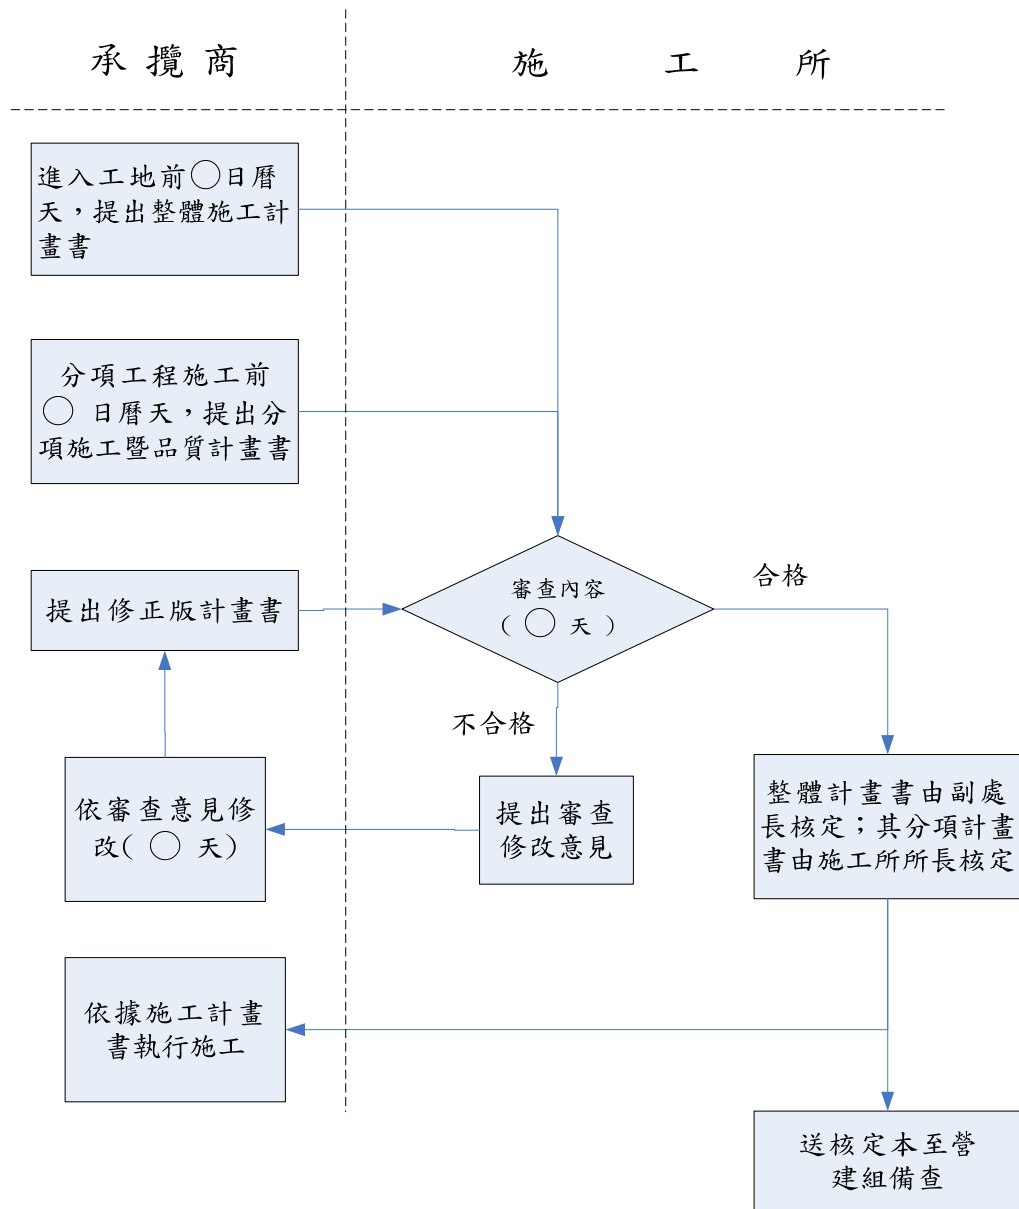 承攬商
施工所
進入工地前○日曆
天，提出整體施工計
畫書
分項工程施工前
○ 日曆天，提出分
項施工暨品質計畫書
審查內容
( ○ 天 )
合格
提出修正版計畫書
不合格
依審查意見修
改( ○ 天)
提出審查
修改意見
整體計畫書由副處
長核定；其分項計畫
書由施工所所長核定
依據施工計畫
書執行施工
送核定本至營
建組備查